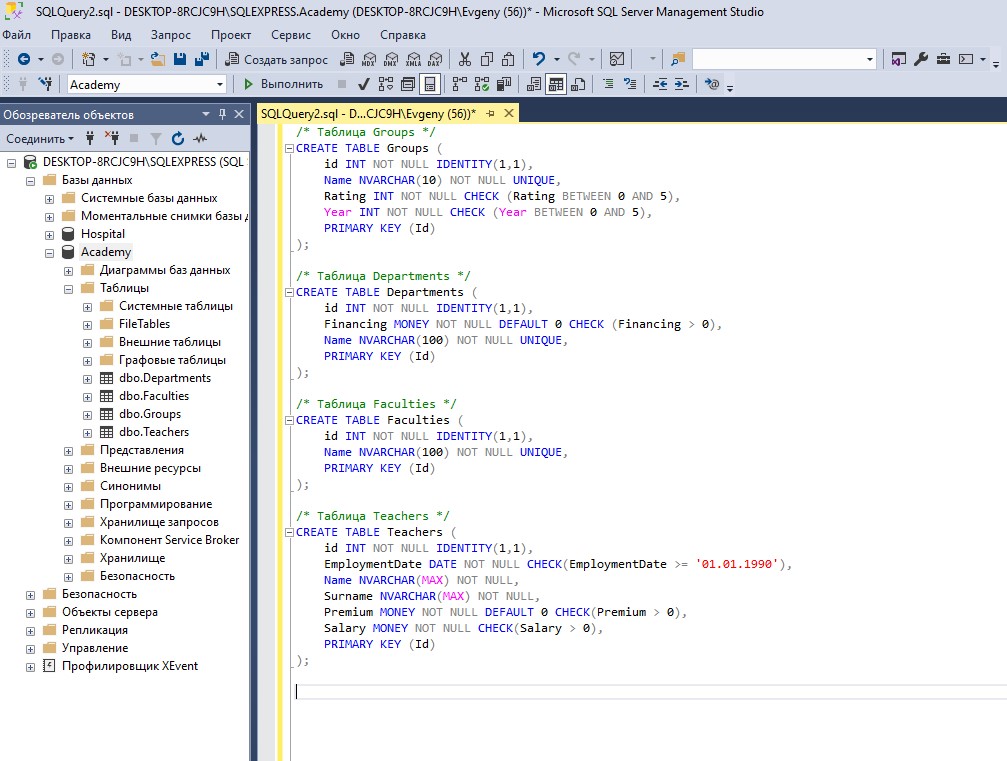 SQLQuery2.sql - DESKTOP-8RCJC9H\SQLEXPRESS.Academy (DESKTOP-8RCJC9H\Evgeny (56))* - Microsoft SQL Server Management Studio
Файл Правка Вид Запрос Проект Сервис Окно Справка
Создать запрос MDX DMX XMLA DAX
Academy Выполнить
Обозреватель объектов
Соединить
DESKTOP-8RCJC9H\SQLEXPRESS (SQL
Базы данных
Системные базы данных
Моментальные снимки базы
Hospital
Academy
Диаграммы баз данных
Таблицы
Системные таблицы
FileTables
Внешние таблицы
Графовые таблицы
dbo.Departments
dbo.Faculties
dbo.Groups
dbo.Teachers
Представления
Внешние ресурсы
Синонимы
Программирование
Хранилище запросов
Компонент Service Broker
Хранилище
Безопасность
Безопасность
Объекты сервера
Репликация
Управление
Профилировщик XEvent
SQLQuery2.sql - D...CJC9H\Evgeny (56))*
/* Таблица Groups */
CREATE TABLE Groups (
id INT NOT NULL IDENTITY(1,1),
Name NVARCHAR(10) NOT NULL UNIQUE,
Rating INT NOT NULL CHECK (Rating BETWEEN 0 AND 5),
Year INT NOT NULL CHECK (Year BETWEEN 0 AND 5),
PRIMARY KEY (Id)
);
/* Таблица Departments */
CREATE TABLE Departments (
id INT NOT NULL IDENTITY(1,1),
Financing MONEY NOT NULL DEFAULT 0 CHECK (Financing > 0),
Name NVARCHAR(100) NOT NULL UNIQUE,
PRIMARY KEY (Id)
);
/* Таблица Faculties */
CREATE TABLE Faculties (
id INT NOT NULL IDENTITY(1,1),
Name NVARCHAR(100) NOT NULL UNIQUE,
PRIMARY KEY (Id)
);
/* Таблица Teachers */
CREATE TABLE Teachers (
id INT NOT NULL IDENTITY(1,1),
EmploymentDate DATE NOT NULL CHECK(EmploymentDate >= '01.01.1990'),
Name NVARCHAR(MAX) NOT NULL,
Surname NVARCHAR(MAX) NOT NULL,
Premium MONEY NOT NULL DEFAULT 0 CHECK(Premium > 0),
Salary MONEY NOT NULL CHECK(Salary > 0),
PRIMARY KEY (Id)
);